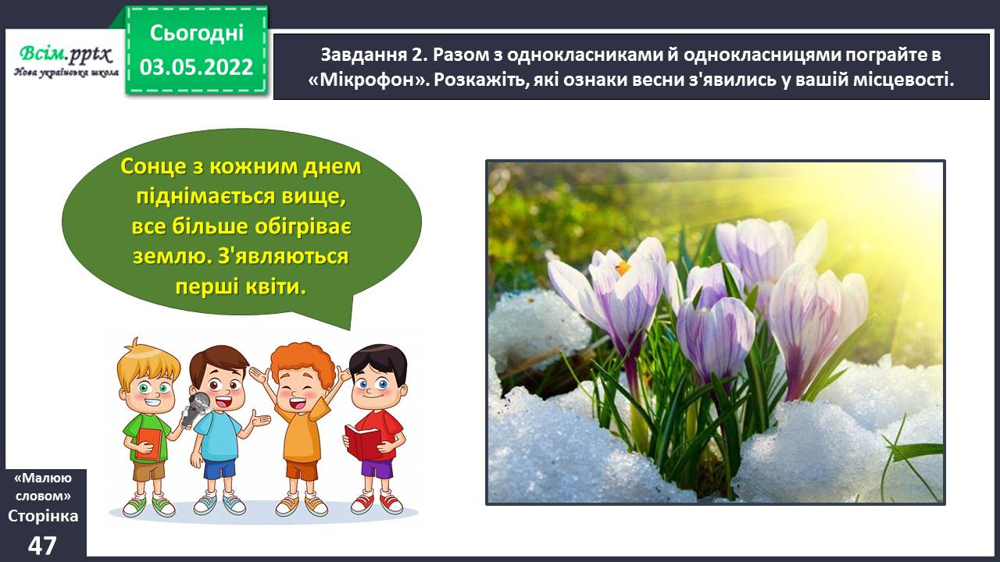 Сьогодні
03.05.2022
Всім.pptx
Нова українська школа
Завдання 2. Разом з однокласниками й однокласницями пограйте в
«Мікрофон». Розкажіть, які ознаки весни з'явились у вашій місцевості.
Сонце з кожним днем
піднімається вище,
все більше обігріває
землю. З'являються
перші квіти.
«Малюю
словом»
Сторінка
47